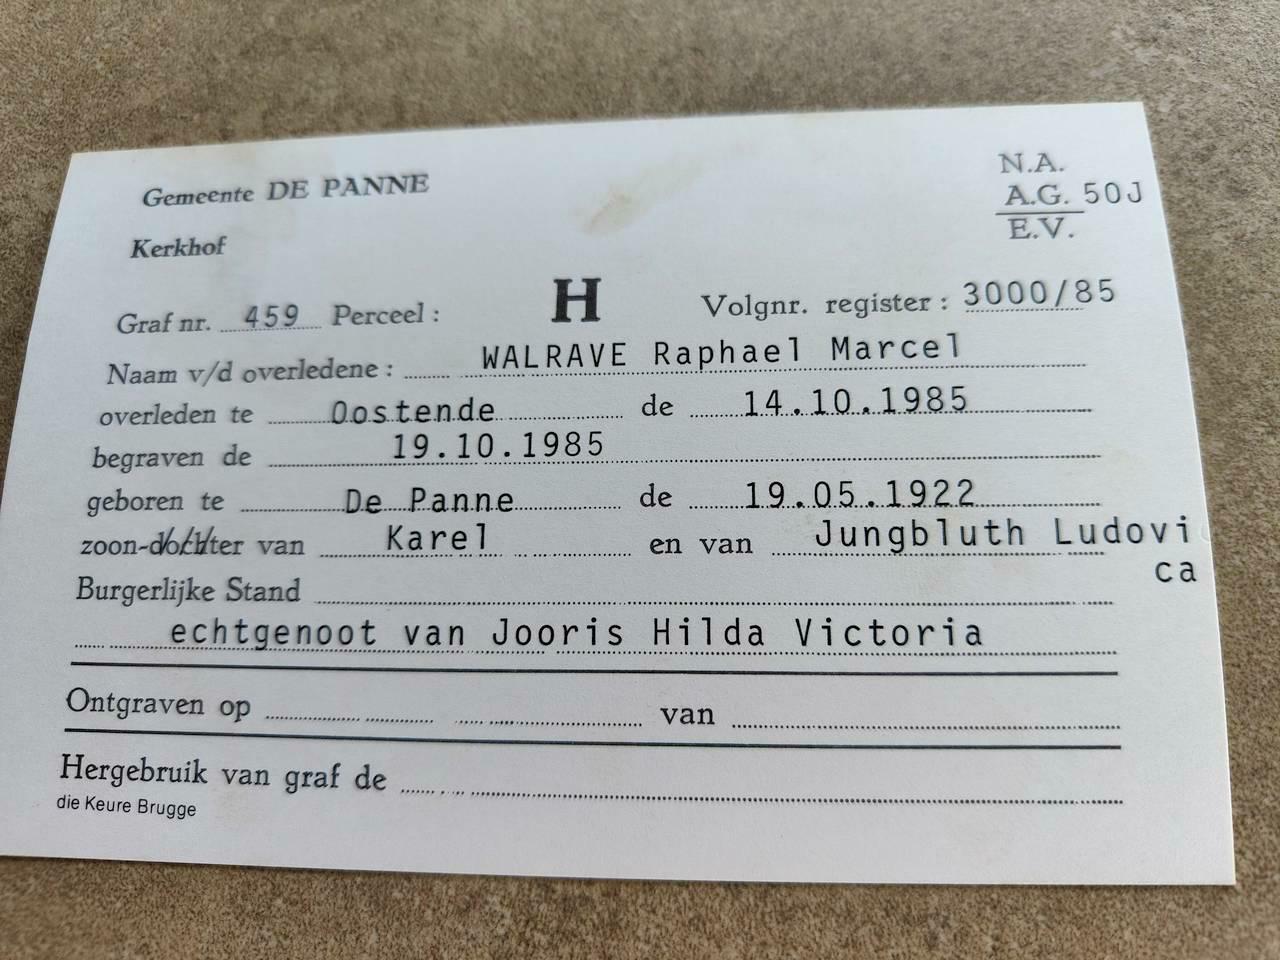 Gemeente DE PANNE
N.A.
A.G. 50J
E.V.
Kerkhof
Graf nr. 459 Perceel : H Volgnr. register : 3000/85
Naam v/d overledene : WALRAVE Raphael Marcel
overleden te Oostende de 14.10.1985
begraven de 19.10.1985
geboren te De Panne de 19.05.1922
zoon-dochter van Karel en van Jungbluth Ludovi
ca
Burgerlijke Stand
echtgenoot van Jooris Hilda Victoria
Ontgraven op van
Hergebruik van graf de
die Keure Brugge